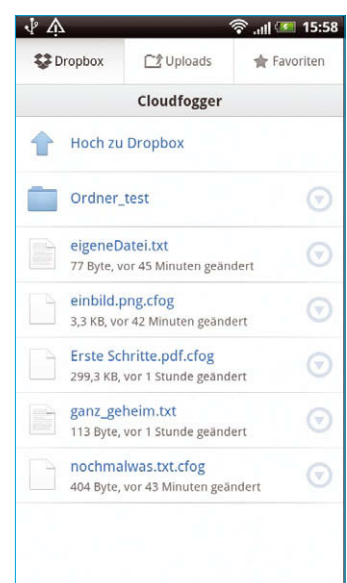 15:58
Dropbox Uploads Favoriten
Cloudfogger
Hoch zu Dropbox
Ordner_test
eigeneDatei.txt
77 Byte, vor 45 Minuten geändert
einbild.png.cfog
3,3 KB, vor 42 Minuten geändert
Erste Schritte.pdf.cfog
299,3 KB, vor 1 Stunde geändert
ganz_geheim.txt
113 Byte, vor 1 Stunde geändert
nochmalwas.txt.cfog
404 Byte, vor 43 Minuten geändert